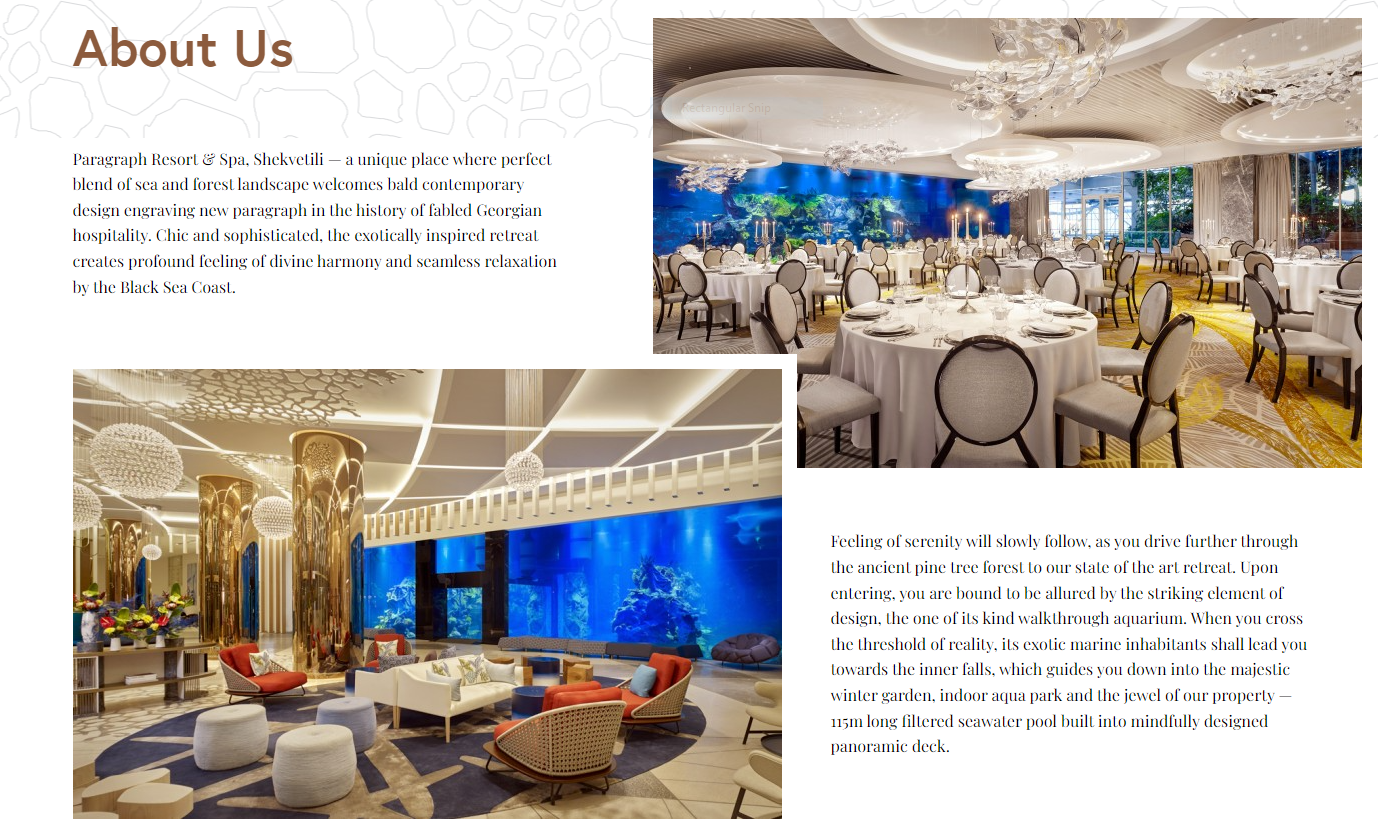 About Us
Rectangular Snip
Paragraph Resort & Spa, Shekvetili — a unique place where perfect
blend of sea and forest landscape welcomes bald contemporary
design engraving new paragraph in the history of fabled Georgian
hospitality. Chic and sophisticated, the exotically inspired retreat
creates profound feeling of divine harmony and seamless relaxation
by the Black Sea Coast.
Feeling of serenity will slowly follow, as you drive further through
the ancient pine tree forest to our state of the art retreat. Upon
entering, you are bound to be allured by the striking element of
design, the one of its kind walkthrough aquarium. When you cross
the threshold of reality, its exotic marine inhabitants shall lead you
towards the inner falls, which guides you down into the majestic
winter garden, indoor aqua park and the jewel of our property —
115m long filtered seawater pool built into mindfully designed
panoramic deck.